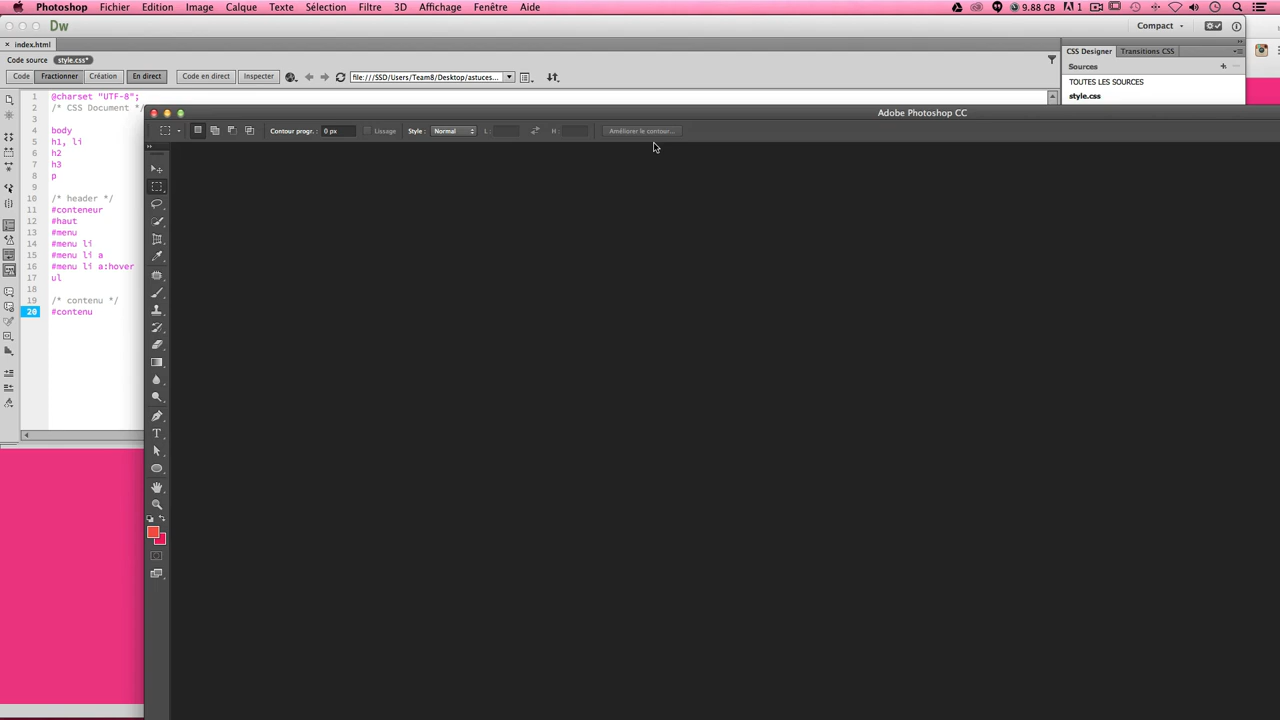 Photoshop Fichier Edition Image Calque Texte Sélection Filtre 3D Affichage Fenêtre Aide 9.88 GB 1
Dw Compact
index.html
Code source style.css*
Code Fractionner Création En direct Code en direct Inspecter file:///SSD/Users/Team8/Desktop/astuces...
CSS Designer Transitions CSS
Sources
TOUTES LES SOURCES
style.css
1 @charset "UTF-8";
2 /* CSS Document */
3
4 body
5 h1, li
6 h2
7 h3
8 p
9
10 /* header */
11 #conteneur
12 #haut
13 #menu
14 #menu li
15 #menu li a
16 #menu li a:hover
17 ul
18
19 /* contenu */
20 #contenu
Adobe Photoshop CC
Contour progr. : 0 px Lissage Style : Normal L : H : Améliorer le contour...
T